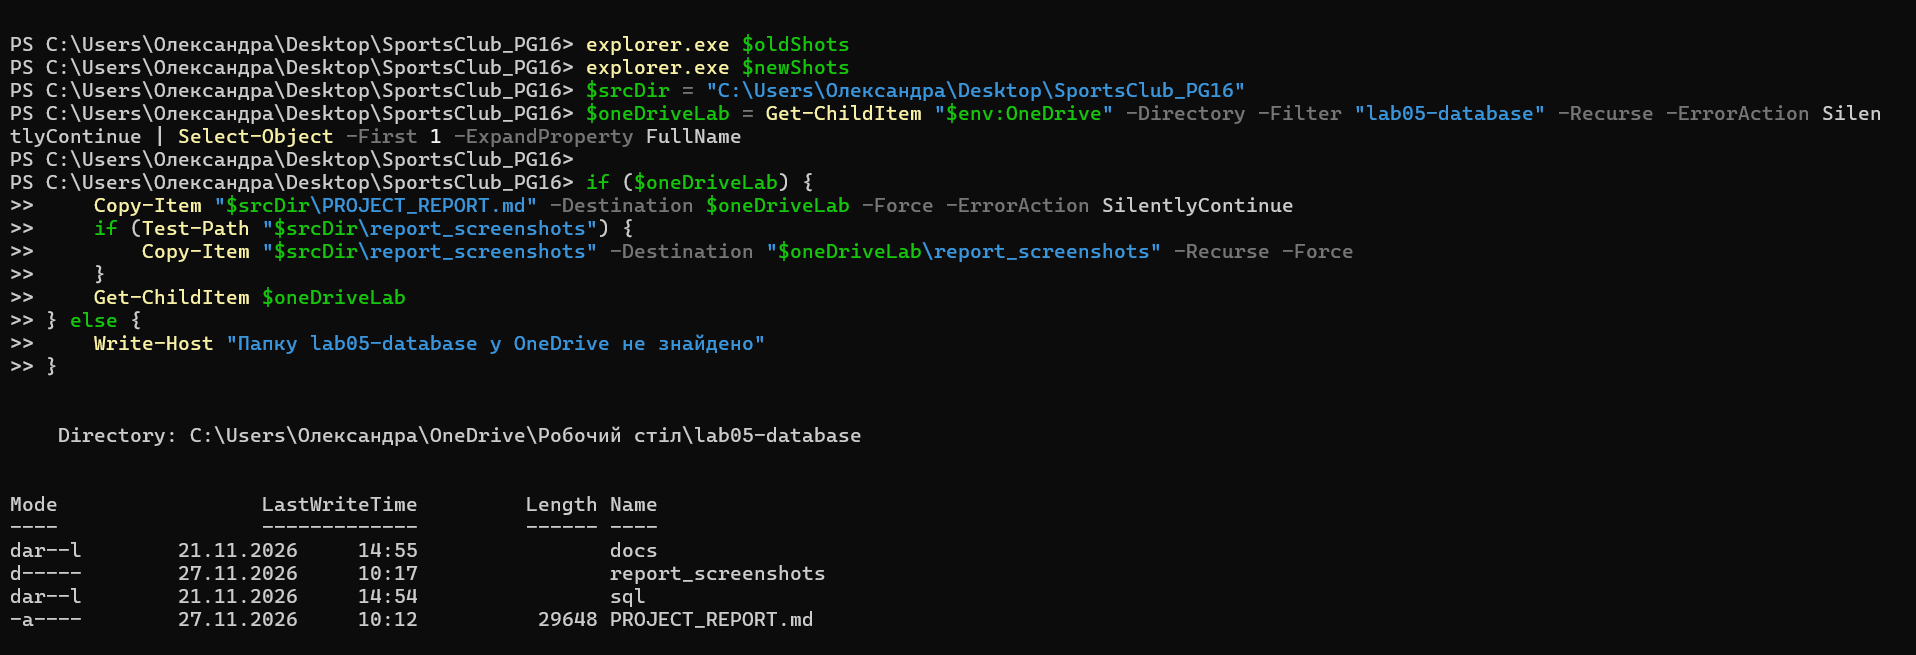 PS C:\Users\Олександра\Desktop\SportsClub_PG16> explorer.exe $oldShots
PS C:\Users\Олександра\Desktop\SportsClub_PG16> explorer.exe $newShots
PS C:\Users\Олександра\Desktop\SportsClub_PG16> $srcDir = "C:\Users\Олександра\Desktop\SportsClub_PG16"
PS C:\Users\Олександра\Desktop\SportsClub_PG16> $oneDriveLab = Get-ChildItem "$env:OneDrive" -Directory -Filter "lab05-database" -Recurse -ErrorAction Silen
tlyContinue | Select-Object -First 1 -ExpandProperty FullName
PS C:\Users\Олександра\Desktop\SportsClub_PG16>
PS C:\Users\Олександра\Desktop\SportsClub_PG16> if ($oneDriveLab) {
>>     Copy-Item "$srcDir\PROJECT_REPORT.md" -Destination $oneDriveLab -Force -ErrorAction SilentlyContinue
>>     if (Test-Path "$srcDir\report_screenshots") {
>>         Copy-Item "$srcDir\report_screenshots" -Destination "$oneDriveLab\report_screenshots" -Recurse -Force
>>     }
>>     Get-ChildItem $oneDriveLab
>> } else {
>>     Write-Host "Папку lab05-database у OneDrive не знайдено"
>> }
    Directory: C:\Users\Олександра\OneDrive\Робочий стіл\lab05-database
Mode                 LastWriteTime         Length Name
----                 -------------         ------ ----
dar--l        21.11.2026     14:55                docs
d-----        27.11.2026     10:17                report_screenshots
dar--l        21.11.2026     14:54                sql
-a----        27.11.2026     10:12          29648 PROJECT_REPORT.md